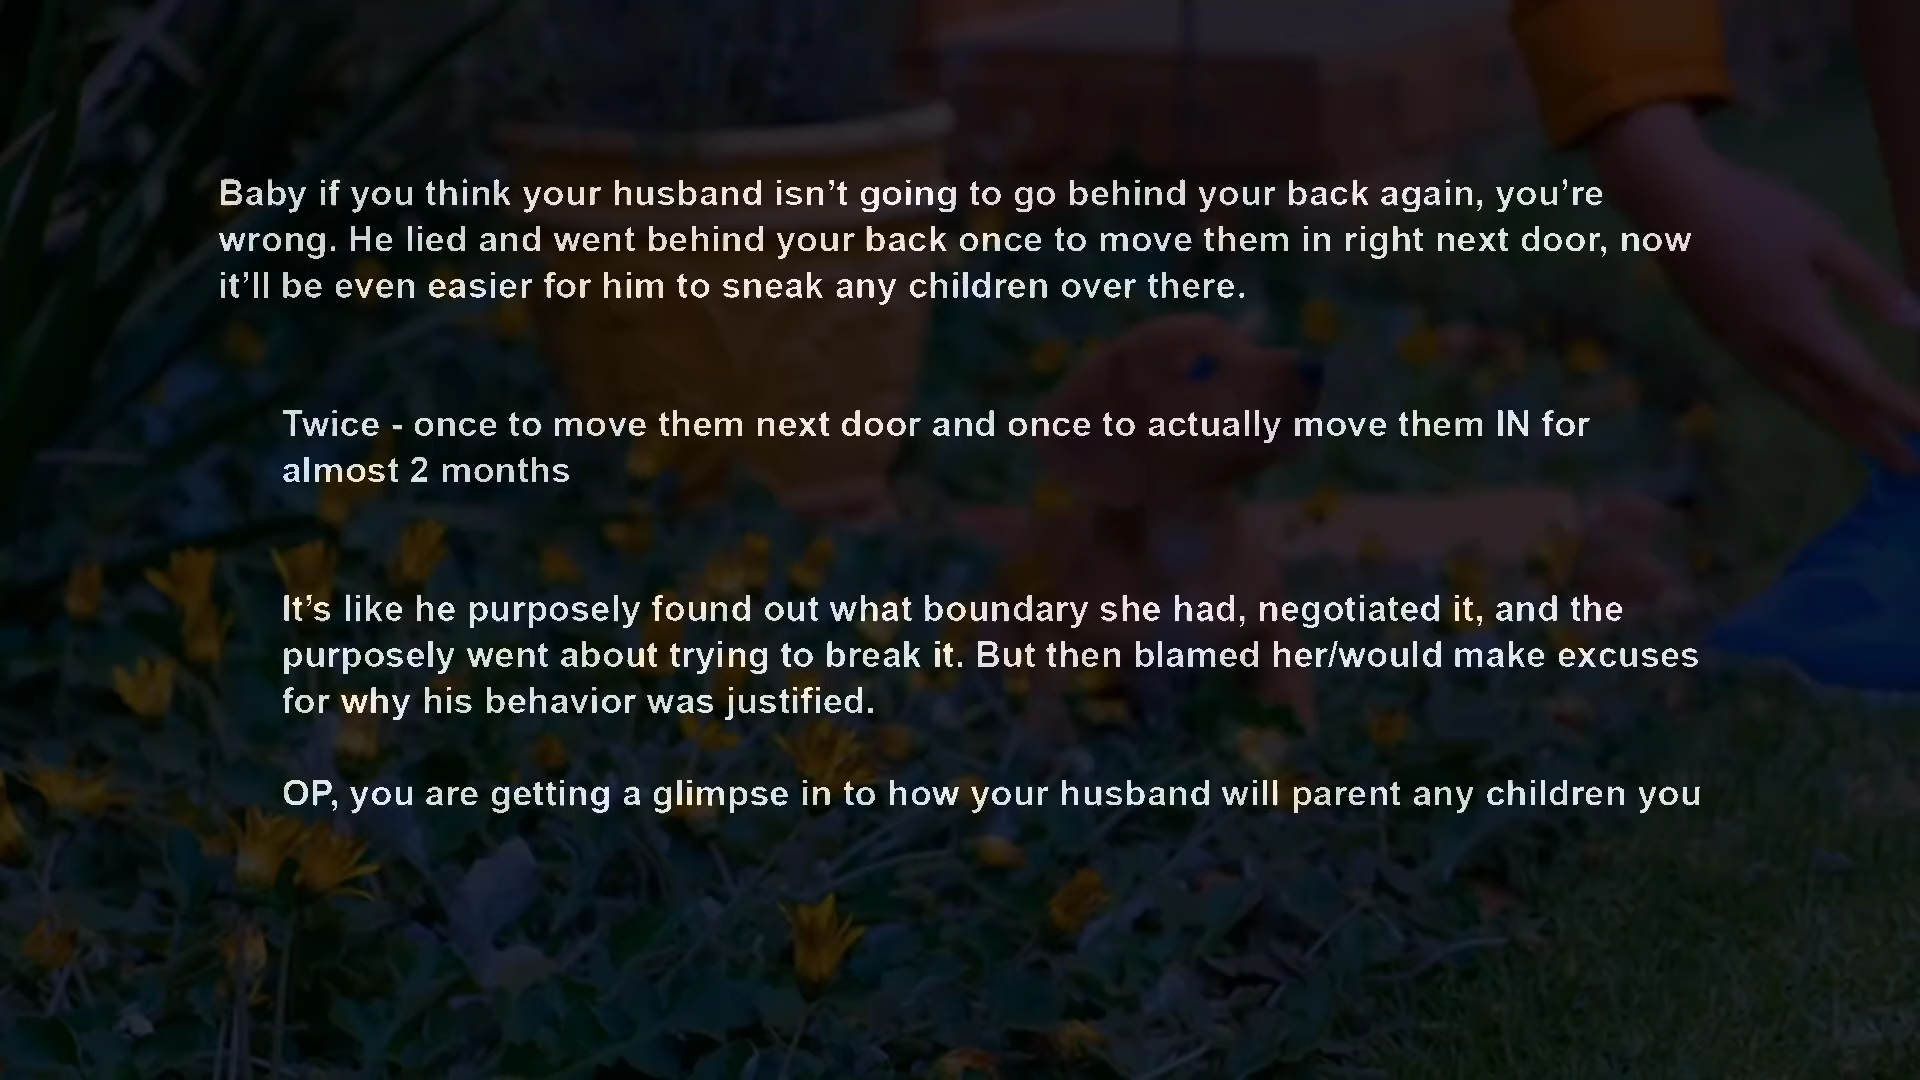 Baby if you think your husband isn’t going to go behind your back again, you’re
wrong. He lied and went behind your back once to move them in right next door, now
it’ll be even easier for him to sneak any children over there.
Twice - once to move them next door and once to actually move them IN for
almost 2 months
It’s like he purposely found out what boundary she had, negotiated it, and the
purposely went about trying to break it. But then blamed her/would make excuses
for why his behavior was justified.
OP, you are getting a glimpse in to how your husband will parent any children you